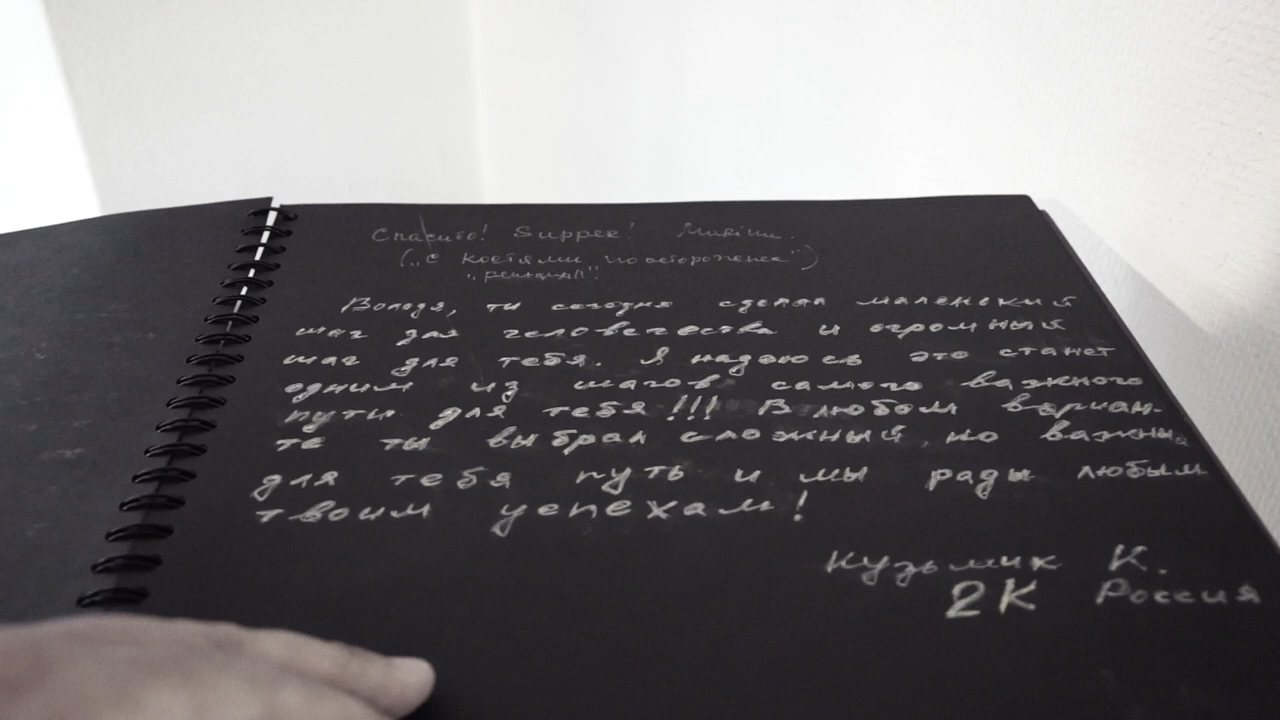 Спасибо! Supper!
(„С костями поосторожнее")
Володя, ты сегодня сделал маленький
шаг для человечества и огромный
шаг для тебя. Я надеюсь это станет
одним из шагов самого важного
пути для тебя!!! В любом вариан-
те ты выбрал сложный, но важный
для тебя путь и мы рады любым
твоим успехам!
Кузьмик К.
2К Россия